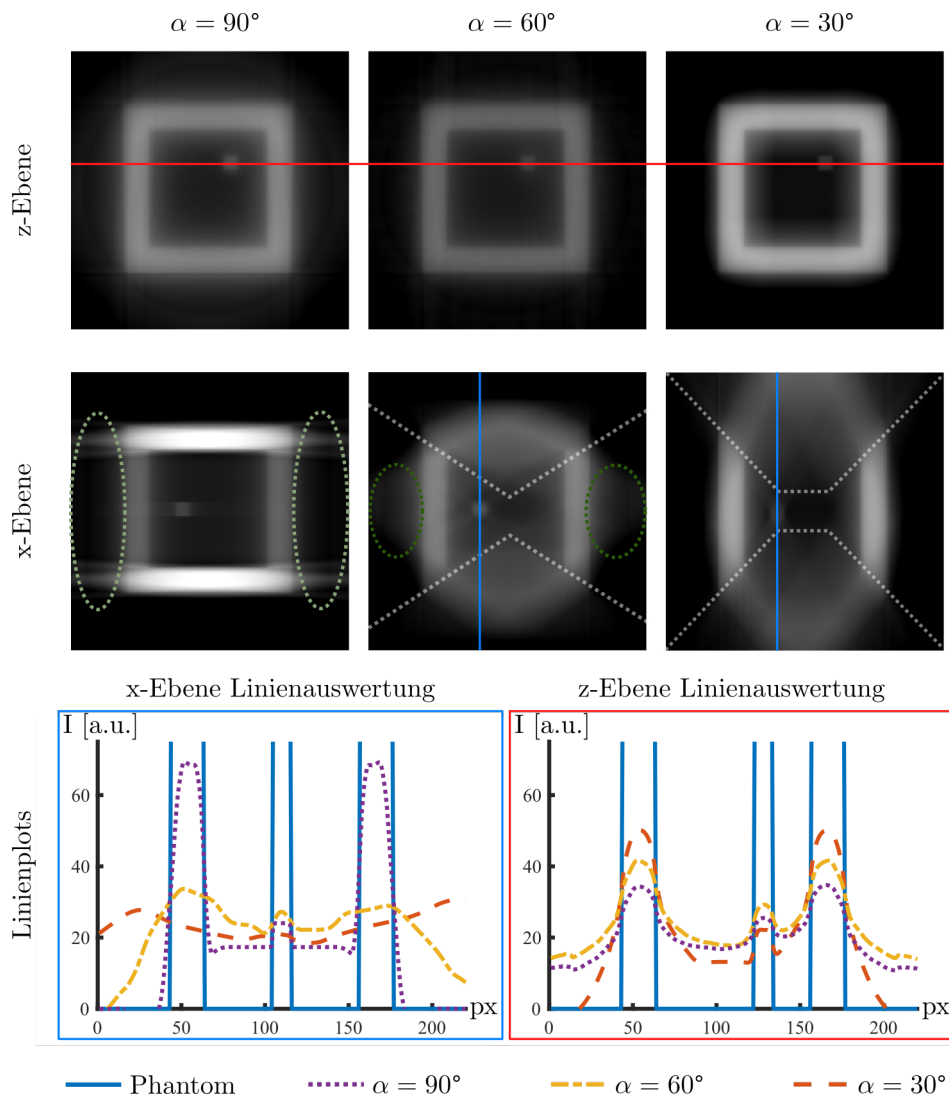 α = 90° α = 60° α = 30°
z-Ebene
x-Ebene
x-Ebene Linienauswertung z-Ebene Linienauswertung
Linienplots
I [a.u.]
60
40
20
0
0 50 100 150 200 px
I [a.u.]
60
40
20
0
0 50 100 150 200 px
Phantom α = 90° α = 60° α = 30°